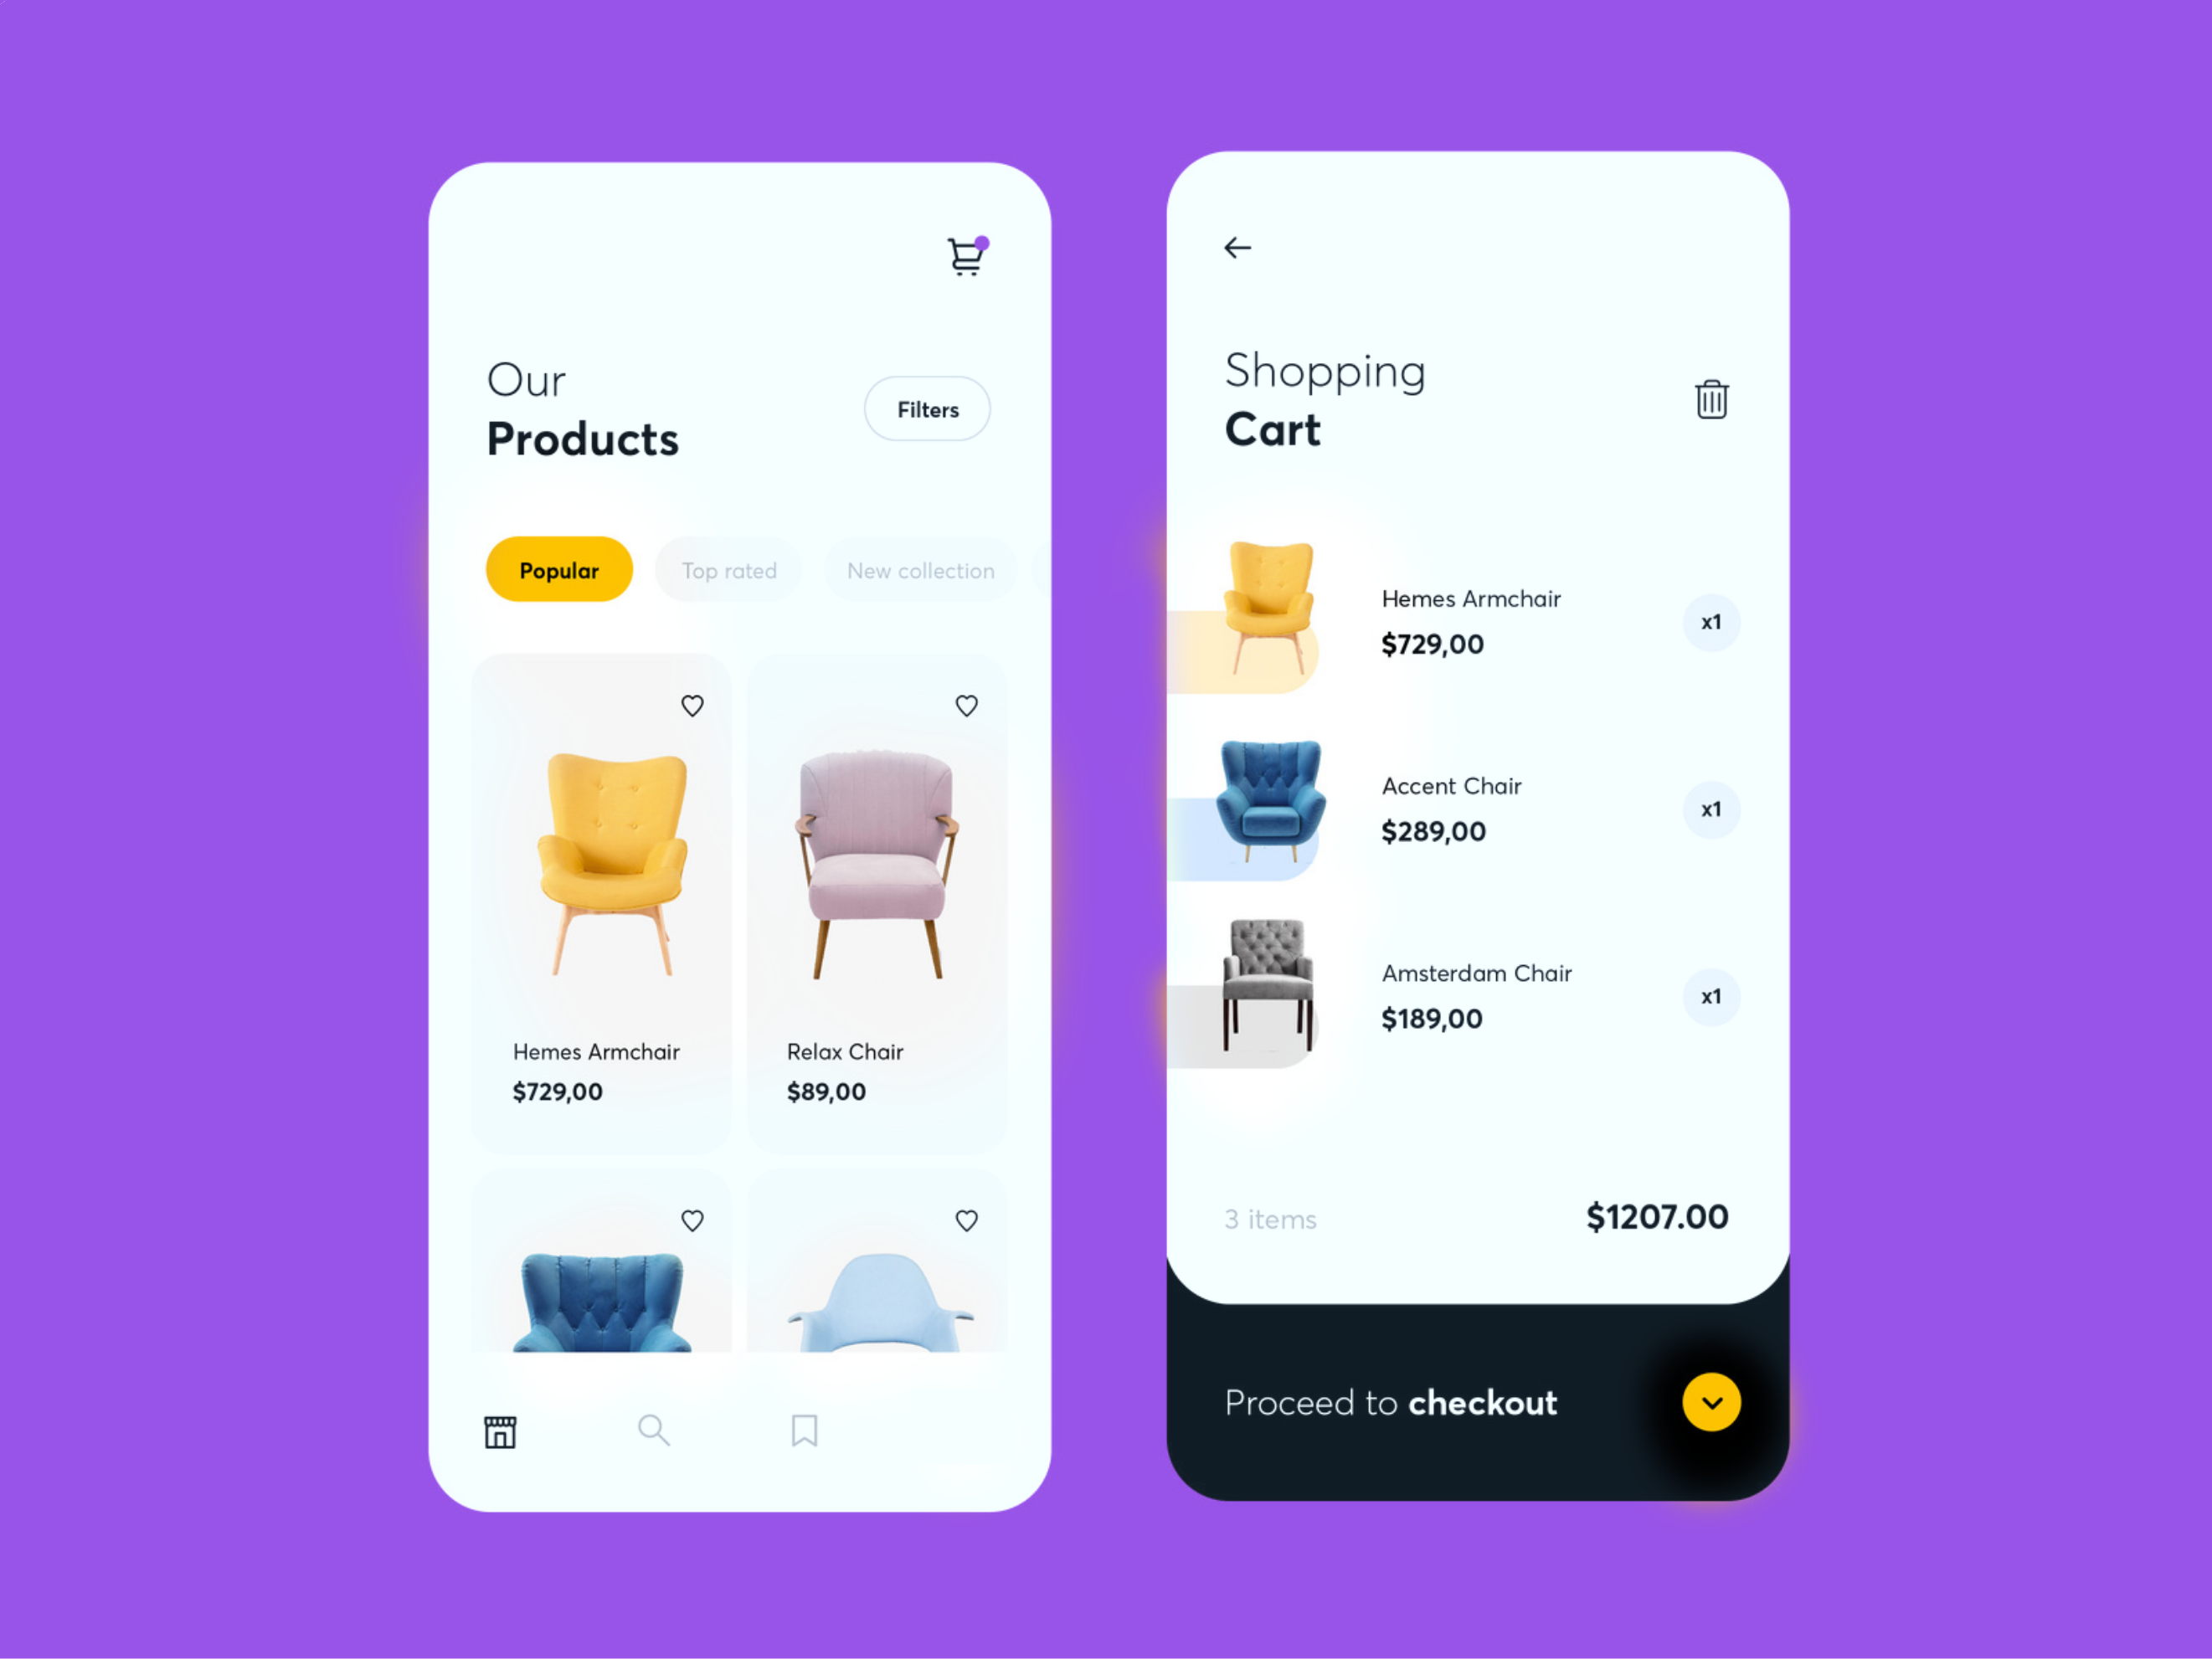 Our
Products
Filters
Popular
Top rated
New collection
Hemes Armchair
$729,00
Relax Chair
$89,00
Shopping
Cart
Hemes Armchair
$729,00
x1
Accent Chair
$289,00
x1
Amsterdam Chair
$189,00
x1
3 items
$1207.00
Proceed to checkout